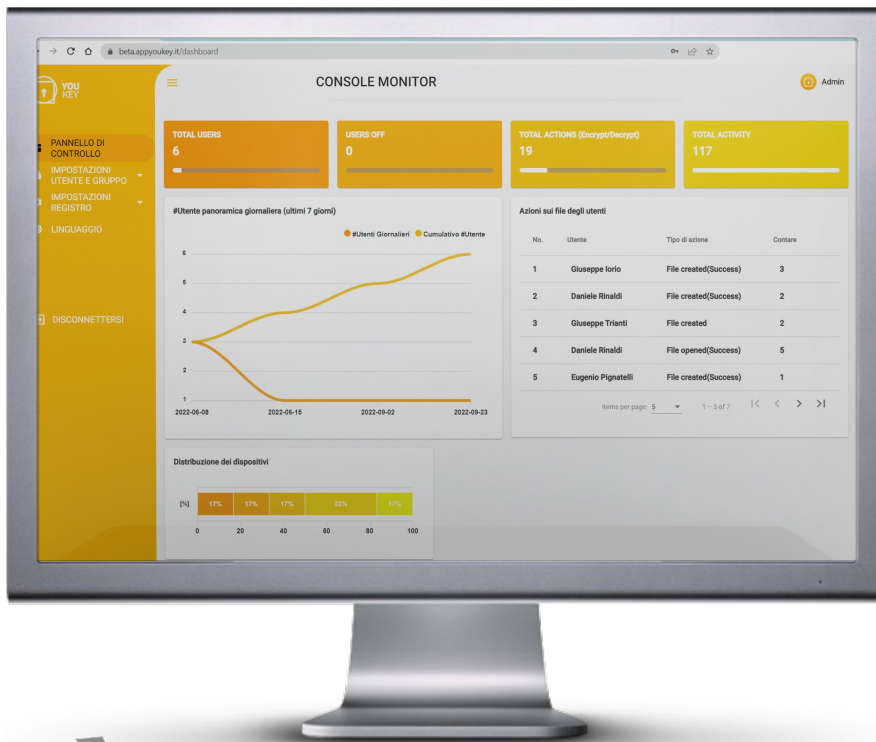 beta.appyoukey.it/dashboard
YOU
KEY
CONSOLE MONITOR
Admin
PANNELLO DI
CONTROLLO
IMPOSTAZIONI
UTENTE E GRUPPO
IMPOSTAZIONI
REGISTRO
LINGUAGGIO
DISCONNETTERSI
TOTAL USERS
6
USERS OFF
0
TOTAL ACTIONS (Encrypt/Decrypt)
19
TOTAL ACTIVITY
117
#Utente panoramica giornaliera (ultimi 7 giorni)
#Utenti Giornalieri Cumulativo #Utente
6
5
4
3
2
1
2022-06-08 2022-06-15 2022-09-02 2022-09-23
Azioni sui file degli utenti
No. Utente Tipo di azione Contare
1 Giuseppe Iorio File created(Success) 3
2 Daniele Rinaldi File created(Success) 2
3 Giuseppe Trianti File created 2
4 Daniele Rinaldi File opened(Success) 5
5 Eugenio Pignatelli File created(Success) 1
Items per page: 5 1 – 5 of 7
Distribuzione dei dispositivi
[%] 17% 17% 17% 33% 17%
0 20 40 60 80 100